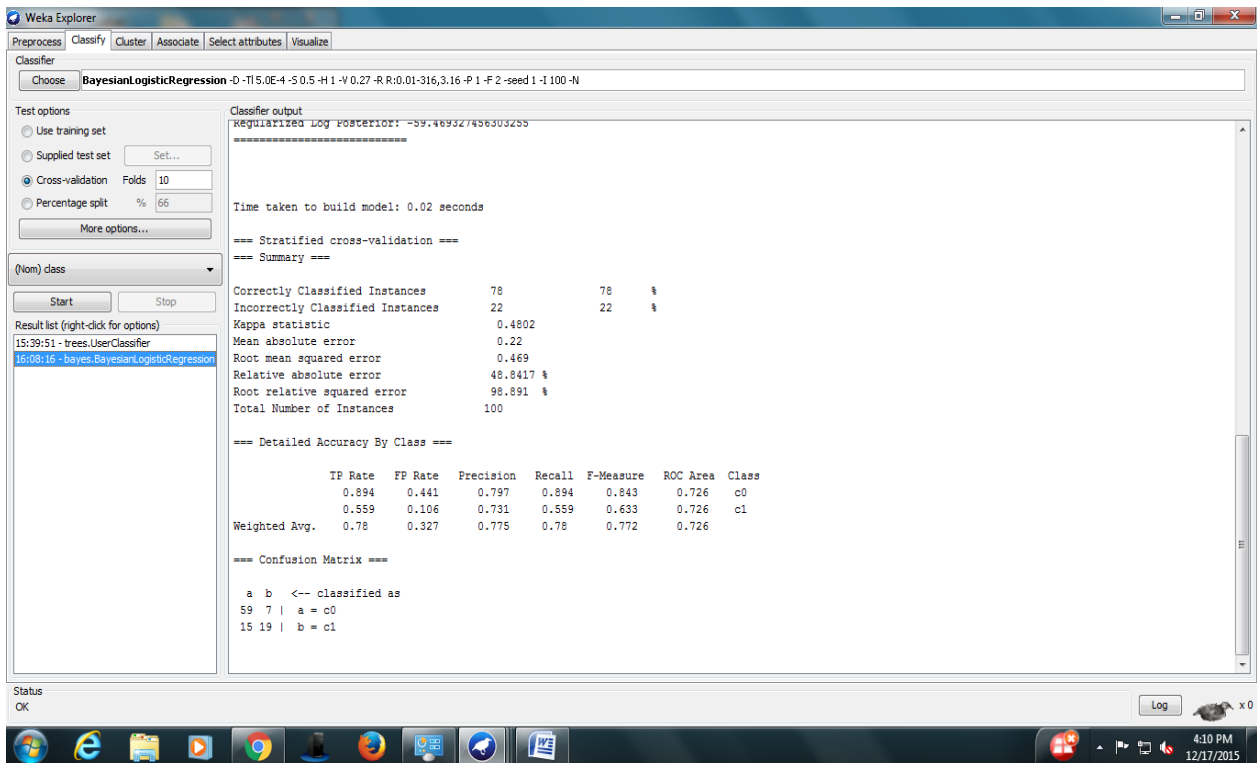 Weka Explorer
Preprocess Classify Cluster Associate Select attributes Visualize
Classifier
Choose BayesianLogisticRegression -D -Tl 5.0E-4 -S 0.5 -H 1 -V 0.27 -R R:0.01-316,3.16 -P 1 -F 2 -seed 1 -I 100 -N
Test options
Use training set
Supplied test set Set...
Cross-validation Folds 10
Percentage split % 66
More options...
(Nom) class
Start Stop
Result list (right-click for options)
15:39:51 - trees.UserClassifier
16:08:16 - bayes.BayesianLogisticRegression
Classifier output
Regularized Log Posterior: -59.469327456303255
===========================
Time taken to build model: 0.02 seconds
=== Stratified cross-validation ===
=== Summary ===
Correctly Classified Instances 78 78 %
Incorrectly Classified Instances 22 22 %
Kappa statistic 0.4802
Mean absolute error 0.22
Root mean squared error 0.469
Relative absolute error 48.8417 %
Root relative squared error 98.891 %
Total Number of Instances 100
=== Detailed Accuracy By Class ===
TP Rate FP Rate Precision Recall F-Measure ROC Area Class
0.894 0.441 0.797 0.894 0.843 0.726 c0
0.559 0.106 0.731 0.559 0.633 0.726 c1
Weighted Avg. 0.78 0.327 0.775 0.78 0.772 0.726
=== Confusion Matrix ===
a b <-- classified as
59 7 | a = c0
15 19 | b = c1
Status
OK
Log x 0
4:10 PM
12/17/2015